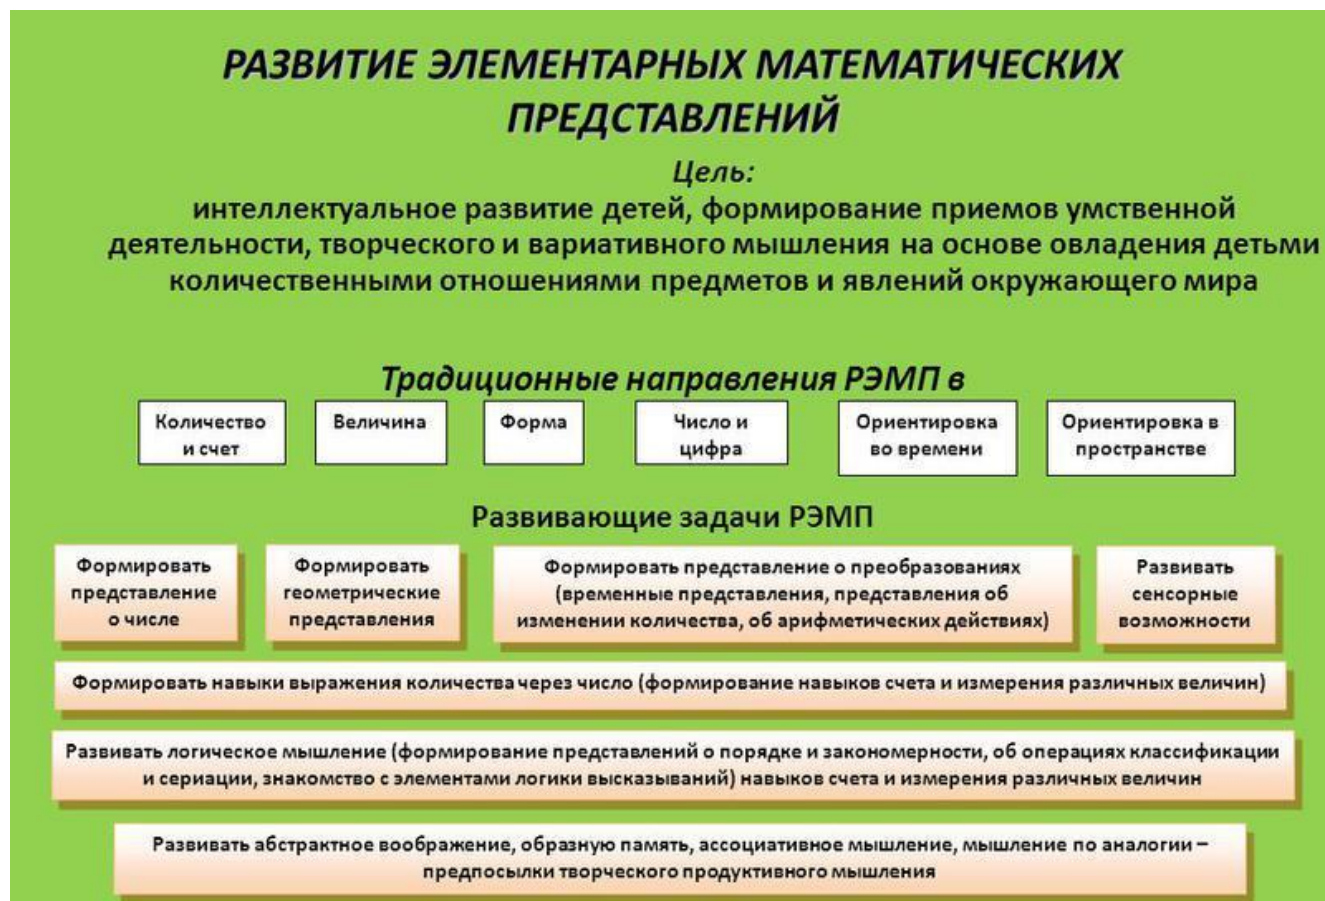 РАЗВИТИЕ ЭЛЕМЕНТАРНЫХ МАТЕМАТИЧЕСКИХ
ПРЕДСТАВЛЕНИЙ
Цель:
интеллектуальное развитие детей, формирование приемов умственной
деятельности, творческого и вариативного мышления на основе овладения детьми
количественными отношениями предметов и явлений окружающего мира
Традиционные направления РЭМП в
Количество
и счет
Величина
Форма
Число и
цифра
Ориентировка
во времени
Ориентировка в
пространстве
Развивающие задачи РЭМП
Формировать
представление
о числе
Формировать
геометрические
представления
Формировать представление о преобразованиях
(временные представления, представления об
изменении количества, об арифметических действиях)
Развивать
сенсорные
возможности
Формировать навыки выражения количества через число (формирование навыков счета и измерения различных величин)
Развивать логическое мышление (формирование представлений о порядке и закономерности, об операциях классификации
и сериации, знакомство с элементами логики высказываний) навыков счета и измерения различных величин
Развивать абстрактное воображение, образную память, ассоциативное мышление, мышление по аналогии –
предпосылки творческого продуктивного мышления